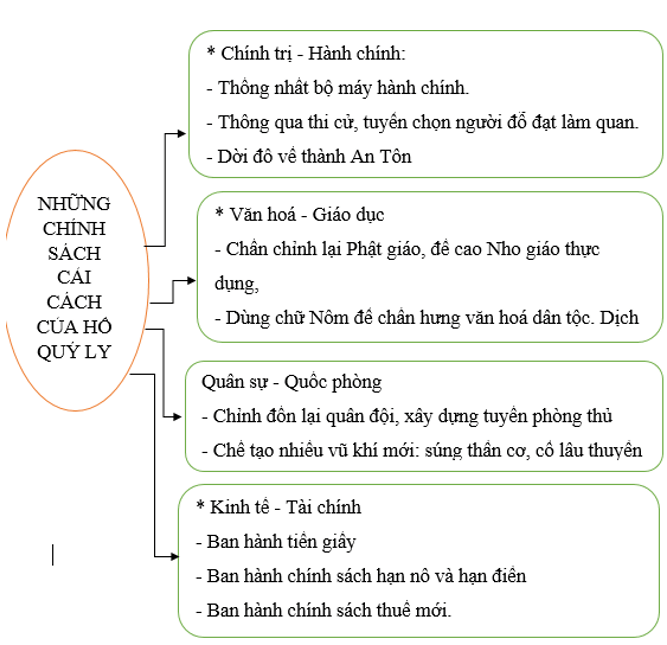 NHỮNG
CHÍNH
SÁCH
CẢI
CÁCH
CỦA HỒ
QUÝ LY
* Chính trị - Hành chính:
- Thống nhất bộ máy hành chính.
- Thông qua thi cử, tuyển chọn người đổ đạt làm quan.
- Dời đô về thành An Tôn
* Văn hoá - Giáo dục
- Chấn chỉnh lại Phật giáo, đề cao Nho giáo thực
dụng,
- Dùng chữ Nôm để chấn hưng văn hoá dân tộc. Dịch
Quân sự - Quốc phòng
- Chỉnh đốn lại quân đội, xây dựng tuyến phòng thủ
- Chế tạo nhiều vũ khí mới: súng thần cơ, cổ lâu thuyền
* Kinh tế - Tài chính
- Ban hành tiền giấy
- Ban hành chính sách hạn nô và hạn điền
- Ban hành chính sách thuế mới.